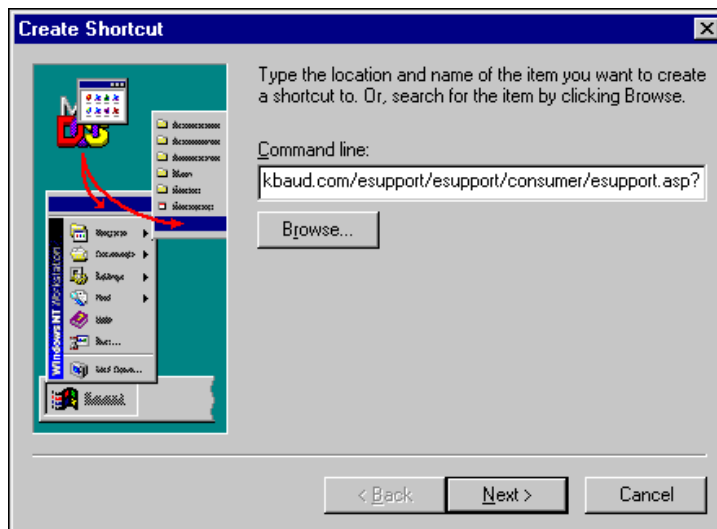 Create Shortcut
Type the location and name of the item you want to create
a shortcut to. Or, search for the item by clicking Browse.
Command line:
kbaud.com/esupport/esupport/consumer/esupport.asp?
Browse...
Windows NT Workstation
< Back
Next >
Cancel